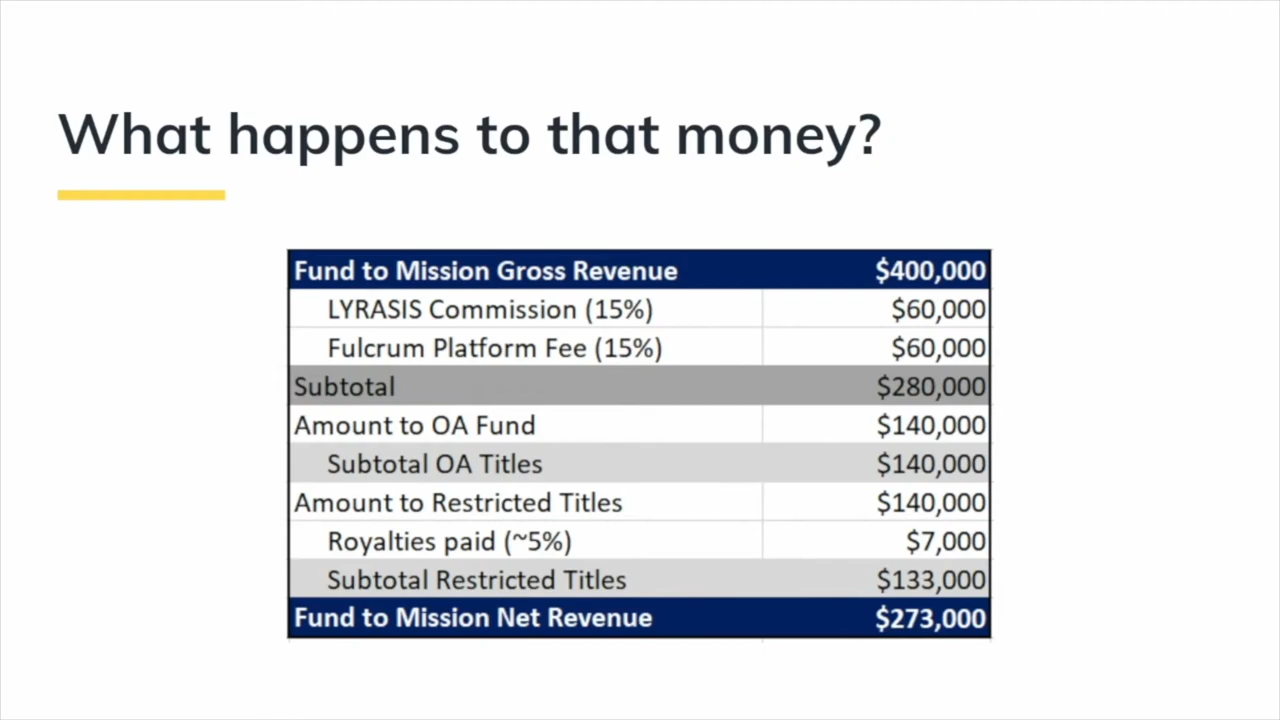 What happens to that money?
Fund to Mission Gross Revenue $400,000
LYRASIS Commission (15%) $60,000
Fulcrum Platform Fee (15%) $60,000
Subtotal $280,000
Amount to OA Fund $140,000
Subtotal OA Titles $140,000
Amount to Restricted Titles $140,000
Royalties paid (~5%) $7,000
Subtotal Restricted Titles $133,000
Fund to Mission Net Revenue $273,000